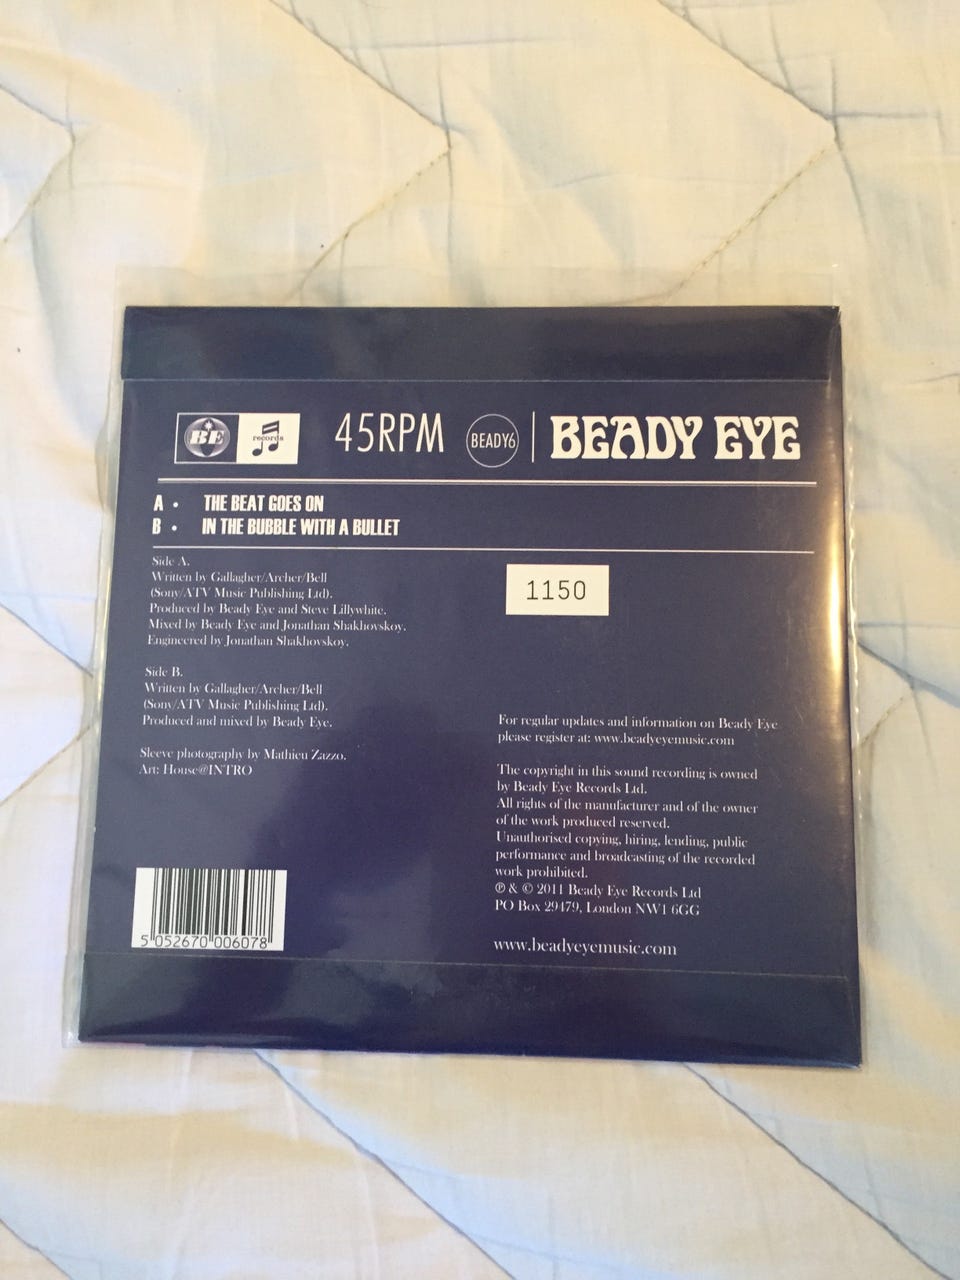 BE records
45RPM
BEADY6
BEADY EYE
A • THE BEAT GOES ON
B • IN THE BUBBLE WITH A BULLET
Side A.
Written by Gallagher/Archer/Bell
(Sony/ATV Music Publishing Ltd).
Produced by Beady Eye and Steve Lillywhite.
Mixed by Beady Eye and Jonathan Shakhovskoy.
Engineered by Jonathan Shakhovskoy.
Side B.
Written by Gallagher/Archer/Bell
(Sony/ATV Music Publishing Ltd).
Produced and mixed by Beady Eye.
Sleeve photography by Mathieu Zazzo.
Art: House@INTRO
5 052670 006078
1150
For regular updates and information on Beady Eye
please register at: www.beadyeyemusic.com
The copyright in this sound recording is owned
by Beady Eye Records Ltd.
All rights of the manufacturer and of the owner
of the work produced reserved.
Unauthorised copying, hiring, lending, public
performance and broadcasting of the recorded
work prohibited.
℗ & © 2011 Beady Eye Records Ltd
PO Box 29479, London NW1 6GG
www.beadyeyemusic.com